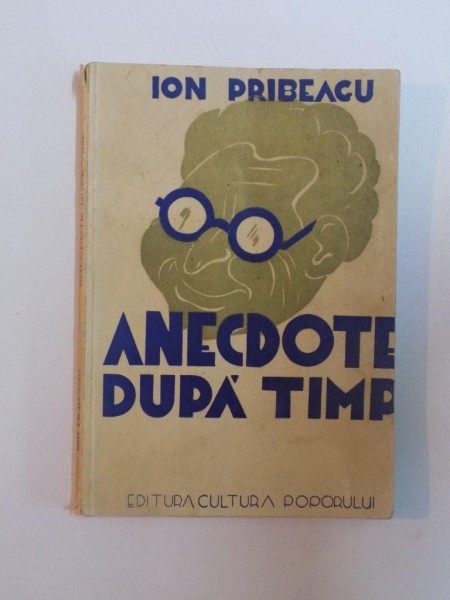 ION PRIBEAGU
ANECDOTE
DUPĂ TIMP
EDITURA CULTURA POPORULUI